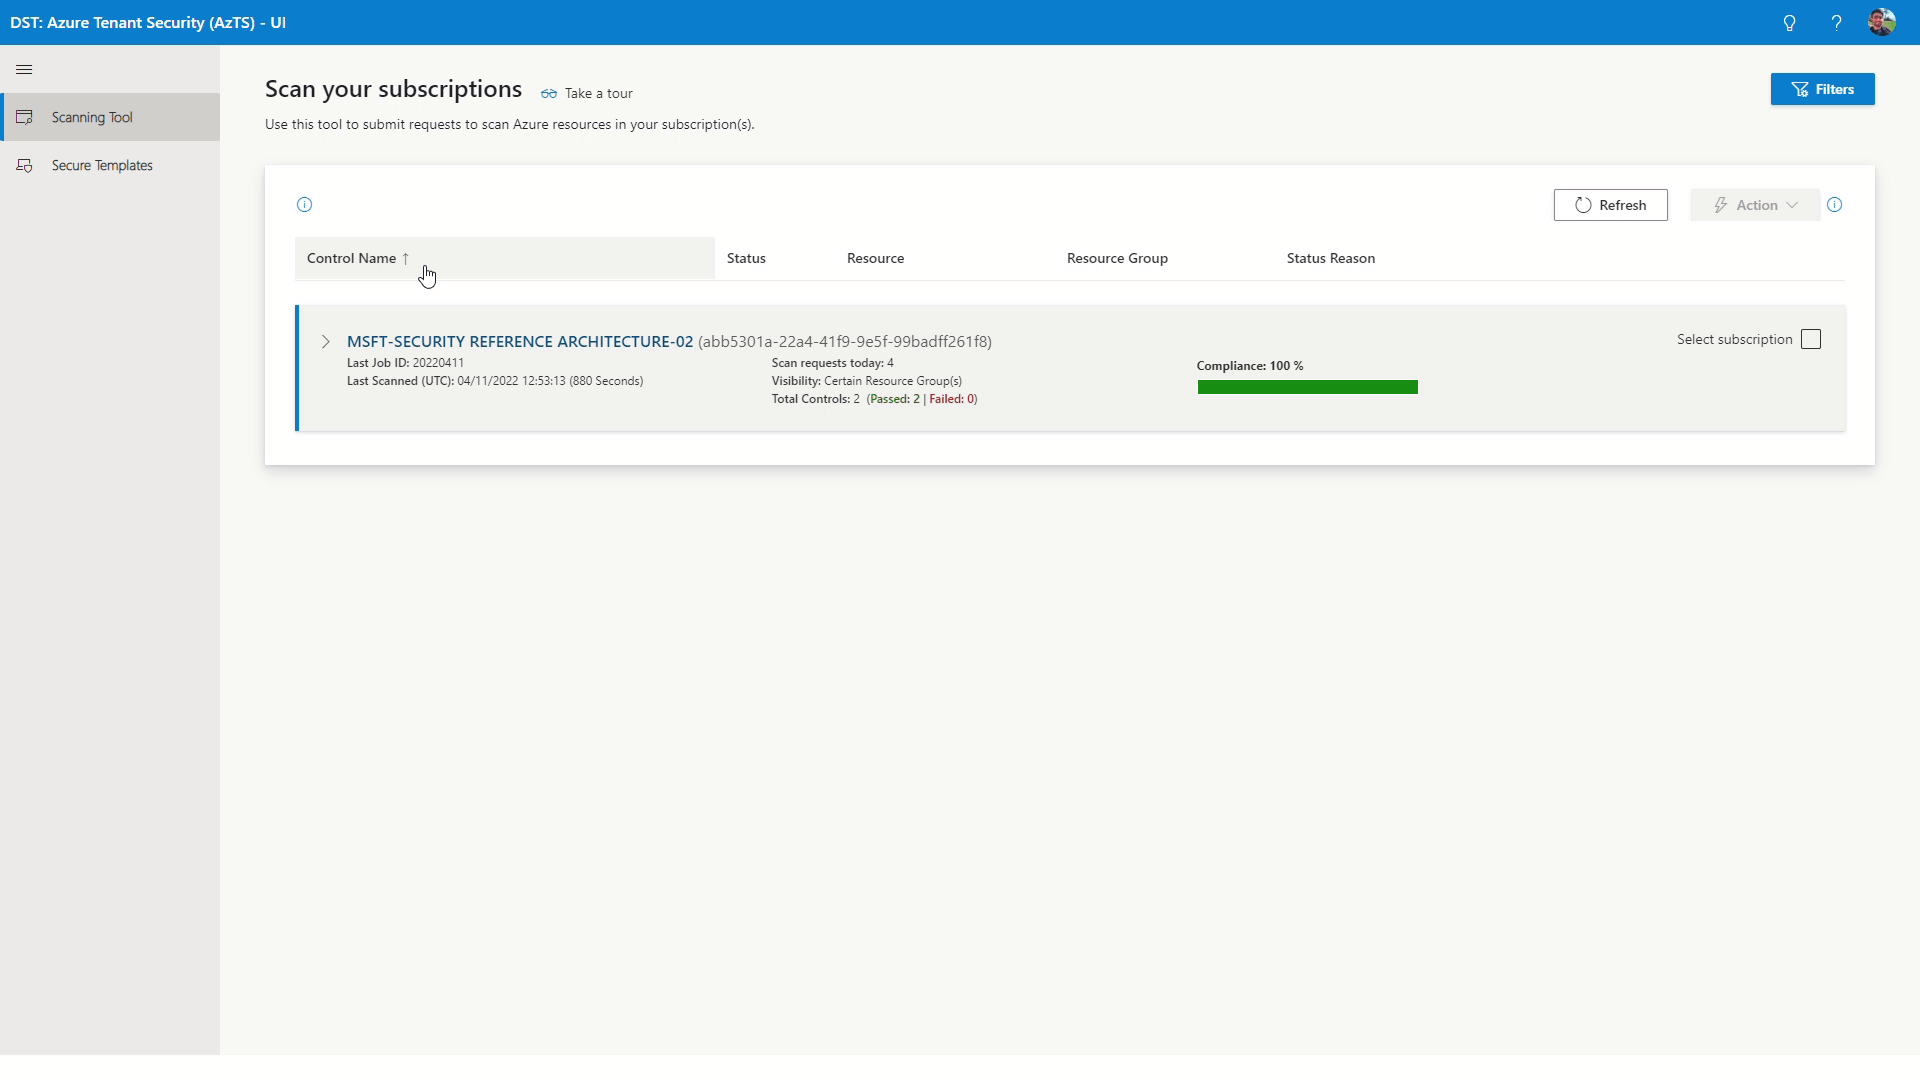 DST: Azure Tenant Security (AzTS) - UI
Scanning Tool
Secure Templates
Scan your subscriptions
Take a tour
Filters
Use this tool to submit requests to scan Azure resources in your subscription(s).
Refresh
Action
Control Name ↑
Status
Resource
Resource Group
Status Reason
MSFT-SECURITY REFERENCE ARCHITECTURE-02 (abb5301a-22a4-41f9-9e5f-99badff261f8)
Last Job ID: 20220411
Last Scanned (UTC): 04/11/2022 12:53:13 (880 Seconds)
Scan requests today: 4
Visibility: Certain Resource Group(s)
Total Controls: 2 (Passed: 2 | Failed: 0)
Compliance: 100 %
Select subscription